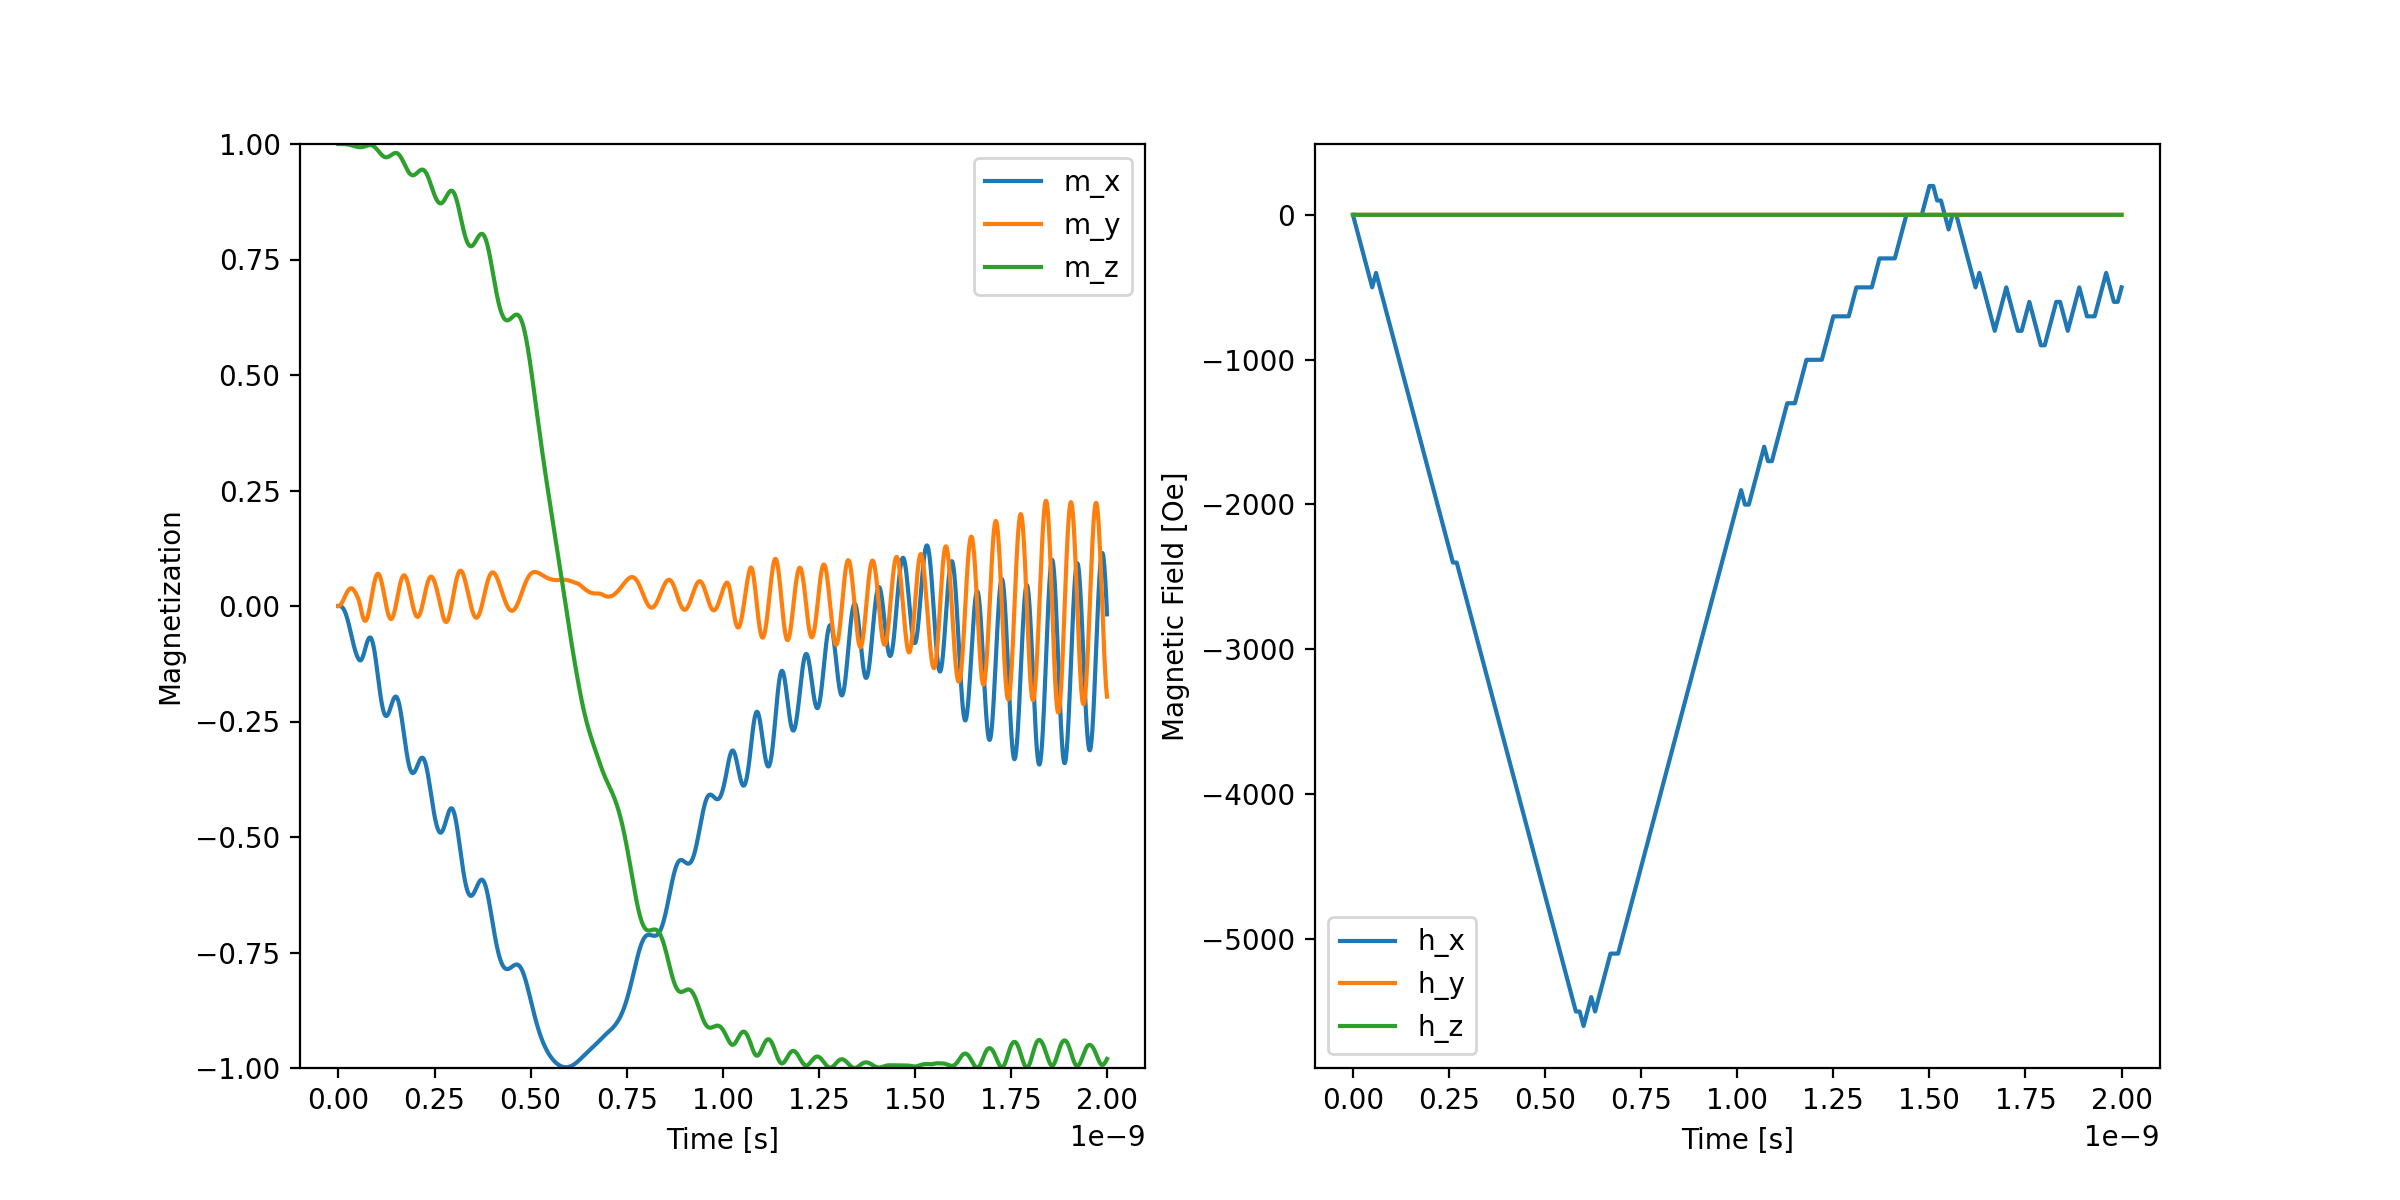 1.00
0.75
0.50
0.25
0.00
−0.25
−0.50
−0.75
−1.00
Magnetization
m_x
m_y
m_z
0.00 0.25 0.50 0.75 1.00 1.25 1.50 1.75 2.00
Time [s]
1e−9
0
−1000
−2000
−3000
−4000
−5000
Magnetic Field [Oe]
h_x
h_y
h_z
0.00 0.25 0.50 0.75 1.00 1.25 1.50 1.75 2.00
Time [s]
1e−9